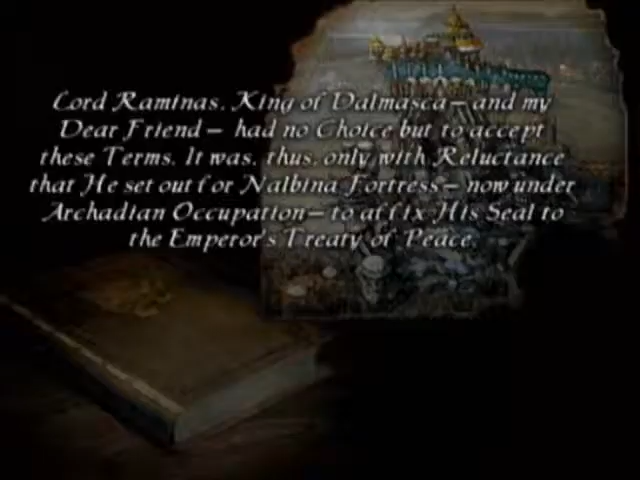 Lord Raminas, King of Dalmasca— and my
Dear Friend— had no Choice but to accept
these Terms. It was, thus, only with Reluctance
that He set out for Nalbina Fortress— now under
Archadian Occupation— to affix His Seal to
the Emperor's Treaty of Peace.